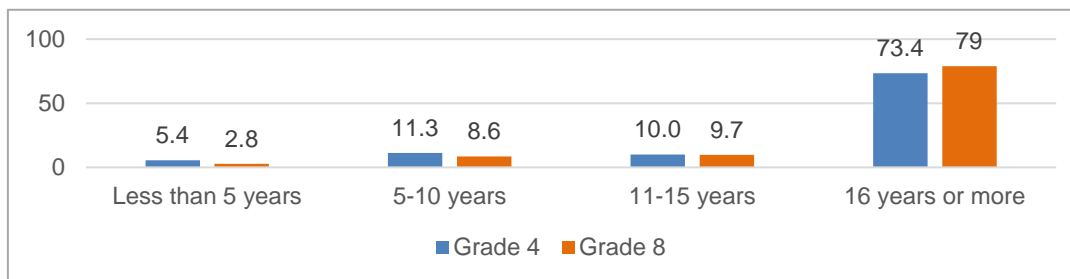 100
73.4 79
50
5.4 2.8 11.3 8.6 10.0 9.7
0
Less than 5 years 5-10 years 11-15 years 16 years or more
Grade 4 Grade 8